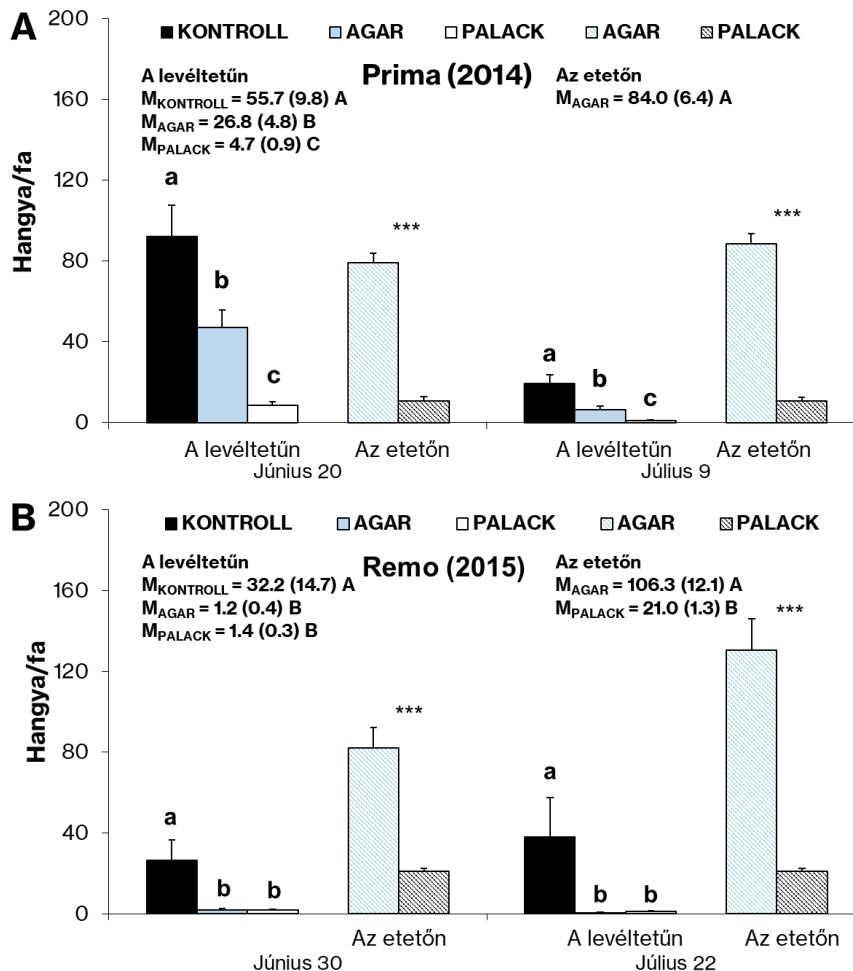 A
200
160
120
80
40
0
Hangya/fa
KONTROLL AGAR PALACK AGAR PALACK
Prima (2014)
A levéltetűn
MKONTROLL = 55.7 (9.8) A
MAGAR = 26.8 (4.8) B
MPALACK = 4.7 (0.9) C
Az etetőn
MAGAR = 84.0 (6.4) A
a
b
c
***
a
b
c
***
A levéltetűn Az etetőn A levéltetűn Az etetőn
Június 20 Július 9
B
200
160
120
80
40
0
Hangya/fa
KONTROLL AGAR PALACK AGAR PALACK
Remo (2015)
A levéltetűn
MKONTROLL = 32.2 (14.7) A
MAGAR = 1.2 (0.4) B
MPALACK = 1.4 (0.3) B
Az etetőn
MAGAR = 106.3 (12.1) A
MPALACK = 21.0 (1.3) B
***
a
b
b
***
a
b
b
Az etetőn A levéltetűn Az etetőn
Június 30 Július 22